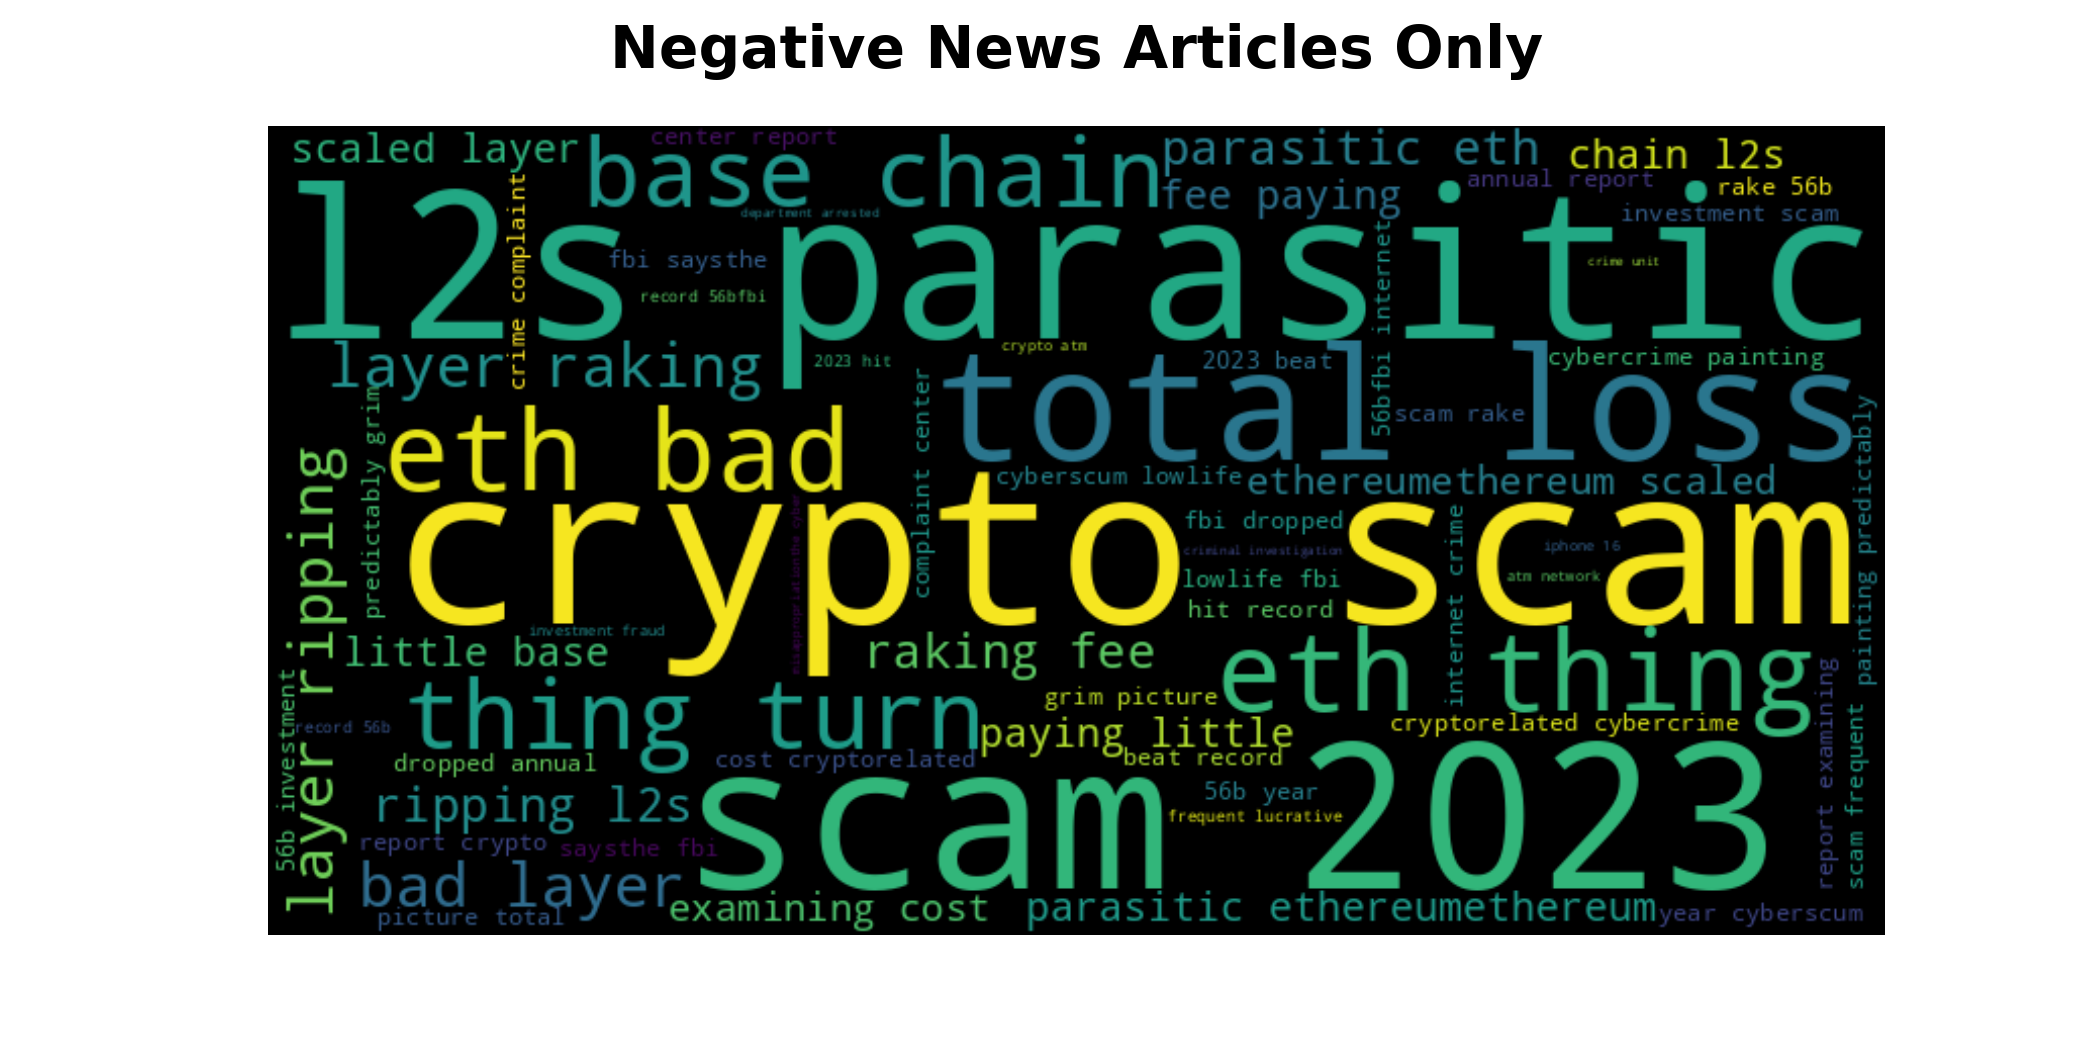 Negative News Articles Only
scaled layer
center report
base chain
parasitic eth
chain l2s
fee paying
annual report
rake 56b
l2s parasitic
crime complaint
department arrested
investment scam
fbi saysthe
56bfbi internet
crime unit
record 56bfbi
layer raking
2023 hit
crypto atm
2023 beat
cybercrime painting
total loss
predictably grim
complaint center
scam rake
painting predictably
eth bad
layer ripping
cyberscum lowlife
ethereumethereum scaled
crypto scam
misappropriationthe cyber
fbi dropped
internet crime
criminal investigation
iphone 16
lowlife fbi
atm network
hit record
investment fraud
little base
raking fee
eth thing
56b investment
report examining
thing turn
grim picture
record 56b
paying little
cryptorelated cybercrime
scam frequent
dropped annual
cost cryptorelated
beat record
scam 2023
ripping l2s
56b year
frequent lucrative
report crypto
saysthe fbi
bad layer
examining cost
parasitic ethereumethereum
year cyberscum
picture total